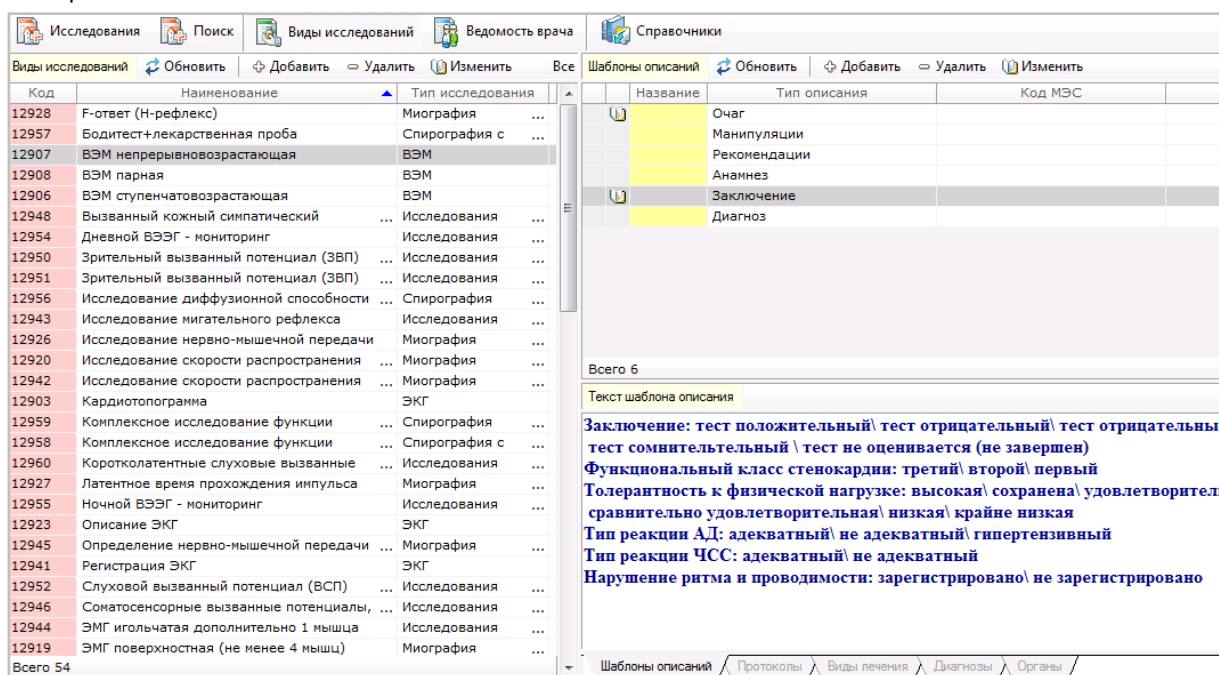 Исследования Поиск Виды исследований Ведомость врача Справочники
Виды исследований Обновить Добавить Удалить Изменить Все
Код Наименование Тип исследования
12928 F-ответ (Н-рефлекс) Миография ...
12957 Бодитест+лекарственная проба Спирография с ...
12907 ВЭМ непрерывновозрастающая ВЭМ
12908 ВЭМ парная ВЭМ
12906 ВЭМ ступенчатовозрастающая ВЭМ
12948 Вызванный кожный симпатический ... Исследования ...
12954 Дневной ВЭЭГ - мониторинг Исследования ...
12950 Зрительный вызванный потенциал (ЗВП) ... Исследования ...
12951 Зрительный вызванный потенциал (ЗВП) ... Исследования ...
12956 Исследование диффузионной способности ... Спирография ...
12943 Исследование мигательного рефлекса Исследования ...
12926 Исследование нервно-мышечной передачи Миография ...
12920 Исследование скорости распространения ... Миография ...
12942 Исследование скорости распространения ... Миография ...
12903 Кардиотопограмма ЭКГ
12959 Комплексное исследование функции ... Спирография ...
12958 Комплексное исследование функции ... Спирография с ...
12960 Коротколатентные слуховые вызванные ... Исследования ...
12927 Латентное время прохождения импульса Миография ...
12955 Ночной ВЭЭГ - мониторинг Исследования ...
12923 Описание ЭКГ ЭКГ
12945 Определение нервно-мышечной передачи ... Миография ...
12941 Регистрация ЭКГ ЭКГ
12952 Слуховой вызванный потенциал (ВСП) ... Исследования ...
12946 Соматосенсорные вызванные потенциалы, ... Исследования ...
12944 ЭМГ игольчатая дополнительно 1 мышца Исследования ...
12919 ЭМГ поверхностная (не менее 4 мышц) Миография ...
Всего 54
Шаблоны описаний Обновить Добавить Удалить Изменить
Название Тип описания Код МЭС
Очаг
Манипуляции
Рекомендации
Анамнез
Заключение
Диагноз
Всего 6
Текст шаблона описания
Заключение: тест положительный\ тест отрицательный\ тест отрицательны
тест сомнительтельный \ тест не оценивается (не завершен)
Функциональный класс стенокардии: третий\ второй\ первый
Толерантность к физической нагрузке: высокая\ сохранена\ удовлетворител
сравнительно удовлетворительная\ низкая\ крайне низкая
Тип реакции АД: адекватный\ не адекватный\ гипертензивный
Тип реакции ЧСС: адекватный\ не адекватный
Нарушение ритма и проводимости: зарегистрировано\ не зарегистрировано
Шаблоны описаний Протоколы Виды лечения Диагнозы Органы